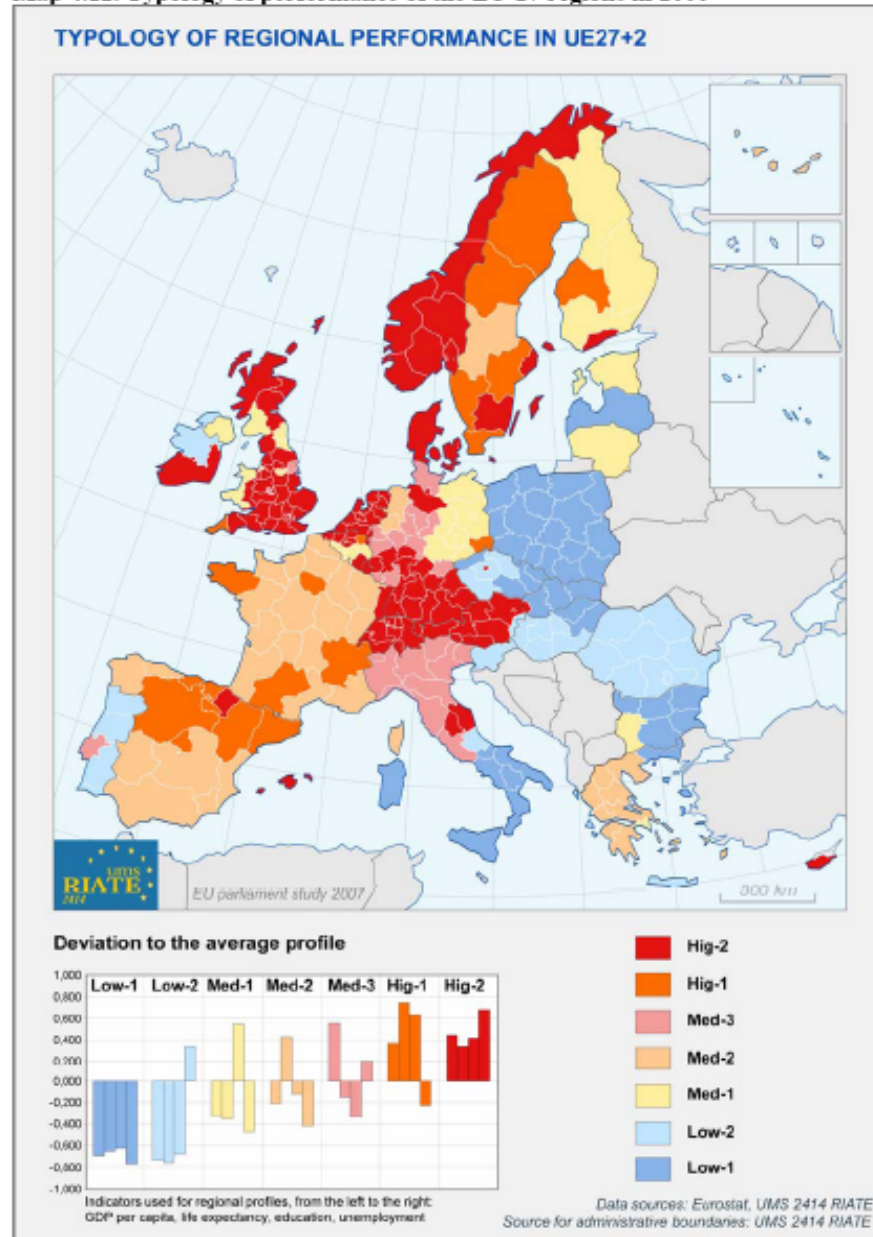 TYPOLOGY OF REGIONAL PERFORMANCE IN UE27+2
ums
RIATE
2414
EU parliament study 2007
Deviation to the average profile
1,000
0,800
0,600
0,400
0,200
0,000
-0,200
-0,400
-0,600
-0,800
-1,000
Low-1 Low-2 Med-1 Med-2 Med-3 Hig-1 Hig-2
Indicators used for regional profiles, from the left to the right:
GDP per capita, life expectancy, education, unemployment
Hig-2
Hig-1
Med-3
Med-2
Med-1
Low-2
Low-1
Data sources: Eurostat, UMS 2414 RIATE
Source for administrative boundaries: UMS 2414 RIATE